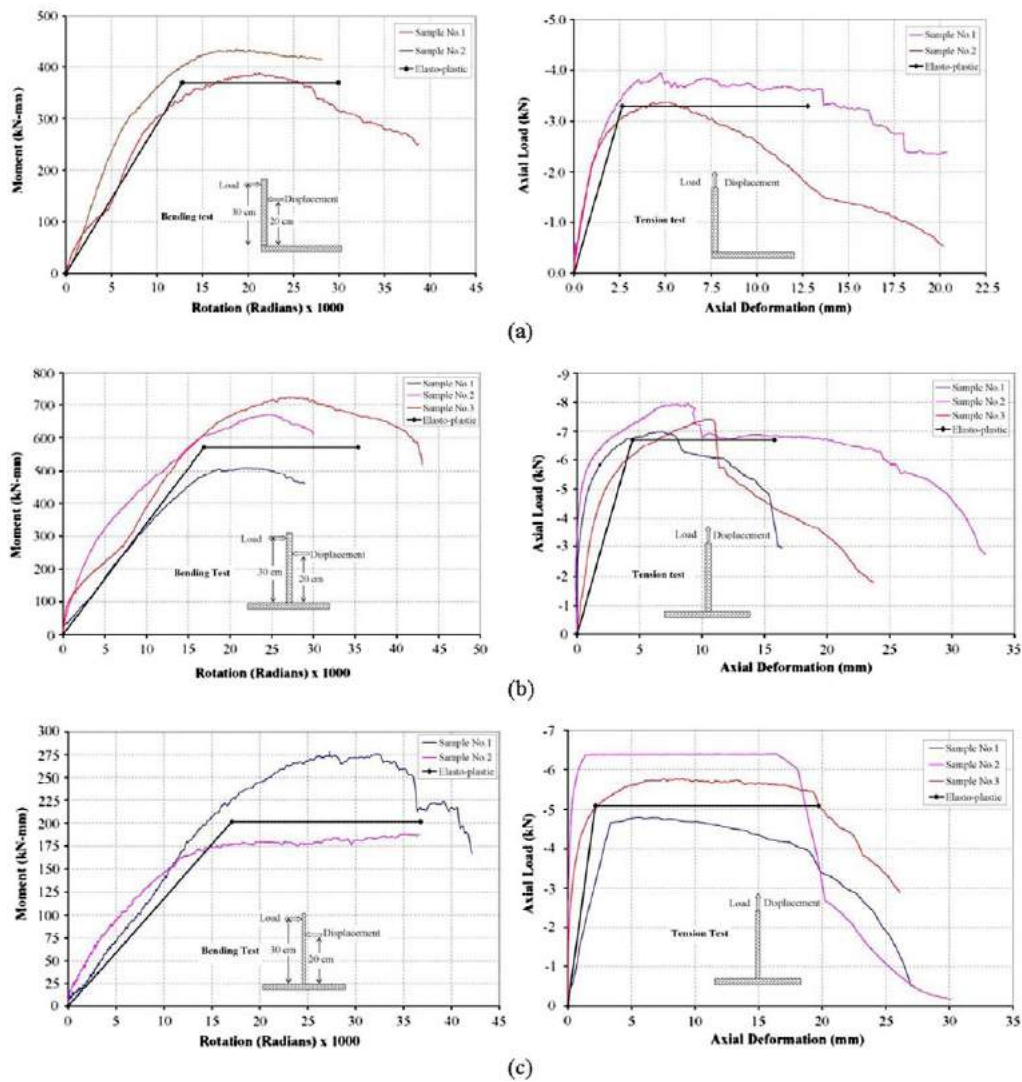 500
400
300
200
100
0
Moment (kN-mm)
Sample No.1
Sample No.2
Elasto-plastic
Load
Displacement
30 cm
20 cm
Bending test
0 5 10 15 20 25 30 35 40 45
Rotation (Radians) x 1000
-5.0
-4.0
-3.0
-2.0
-1.0
0.0
Axial Load (kN)
Sample No.1
Sample No.2
Elasto-plastic
Load Displacement
Tension test
0.0 2.5 5.0 7.5 10.0 12.5 15.0 17.5 20.0 22.5
Axial Deformation (mm)
(a)
800
700
600
500
400
300
200
100
0
Moment (kN-mm)
Sample No.1
Sample No.2
Sample No.3
Elasto-plastic
Load
Displacement
30 cm
20 cm
Bending Test
0 5 10 15 20 25 30 35 40 45 50
Rotation (Radians) x 1000
-9
-8
-7
-6
-5
-4
-3
-2
-1
0
Axial Load (kN)
Sample No.1
Sample No.2
Sample No.3
Elasto-plastic
Load Displacement
Tension test
0 5 10 15 20 25 30 35
Axial Deformation (mm)
(b)
300
275
250
225
200
175
150
125
100
75
50
25
0
Moment (kN-mm)
Sample No.1
Sample No.2
Elasto-plastic
Load
Displacement
30 cm
20 cm
Bending Test
0 5 10 15 20 25 30 35 40 45
Rotation (Radians) x 1000
-7
-6
-5
-4
-3
-2
-1
0
Axial Load (kN)
Sample No.1
Sample No.2
Sample No.3
Elasto-plastic
Load Displacement
Tension Test
0 5 10 15 20 25 30 35
Axial Deformation (mm)
(c)